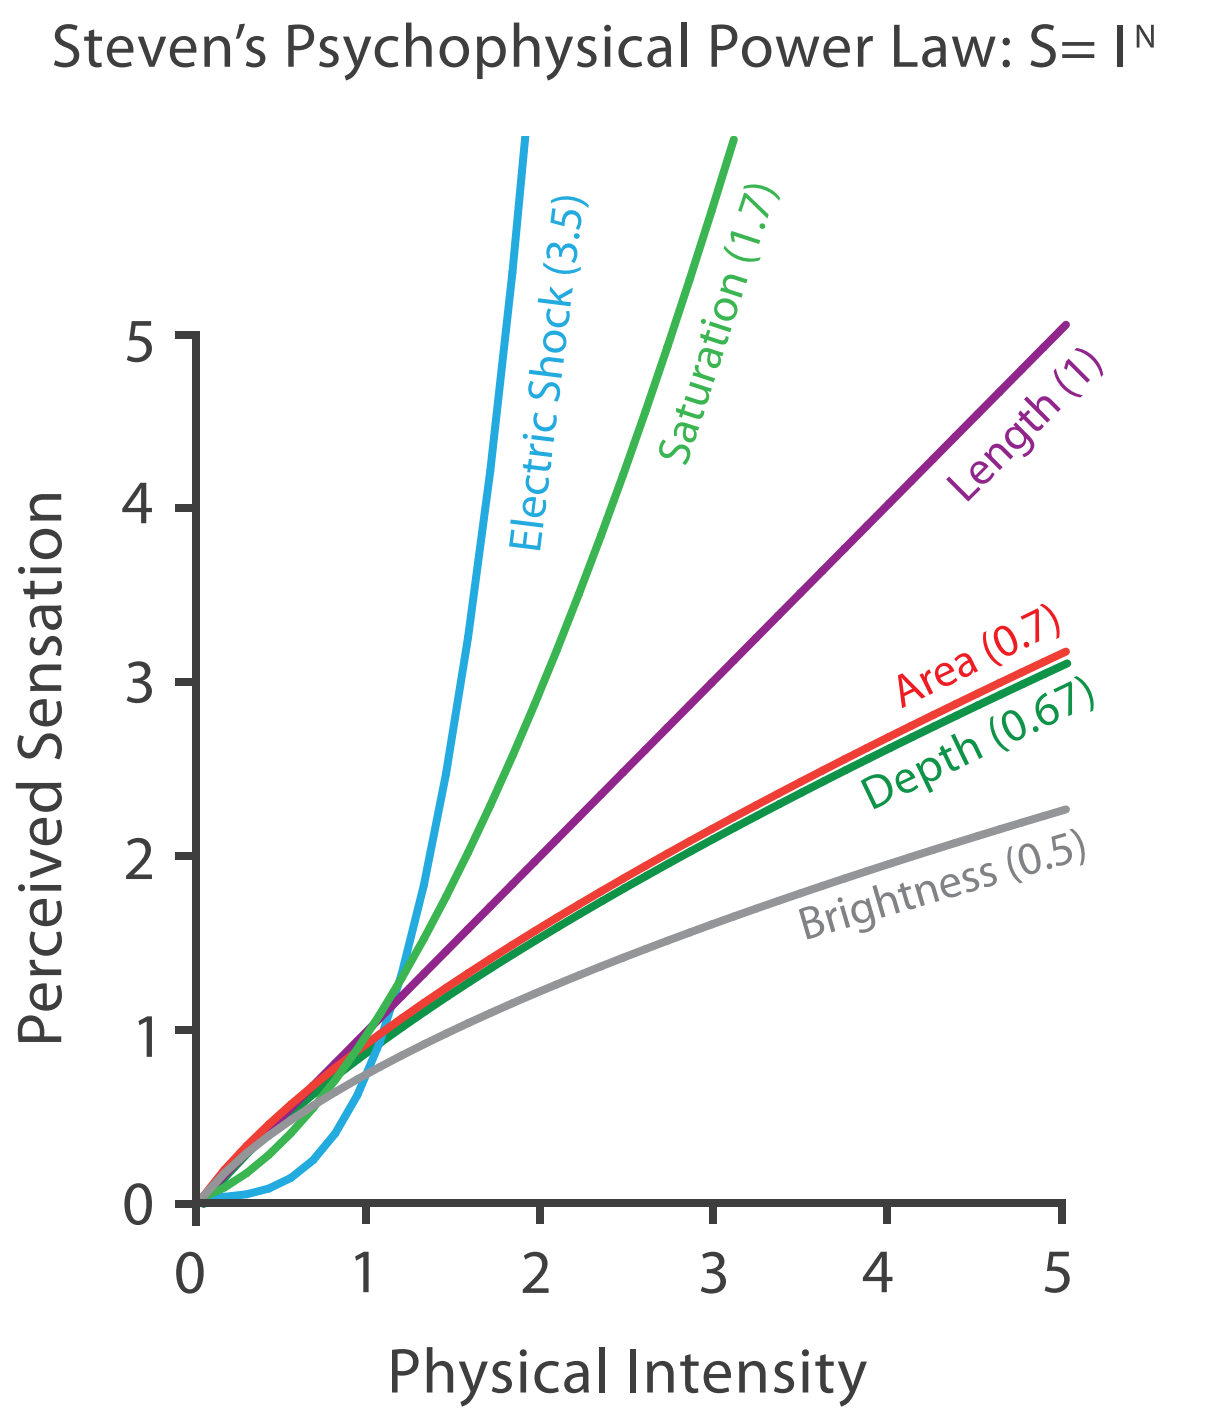 Steven's Psychophysical Power Law: S= I^N
Electric Shock (3.5)
Saturation (1.7)
Length (1)
Area (0.7)
Depth (0.67)
Brightness (0.5)
Perceived Sensation
5
4
3
2
1
0
0 1 2 3 4 5
Physical Intensity